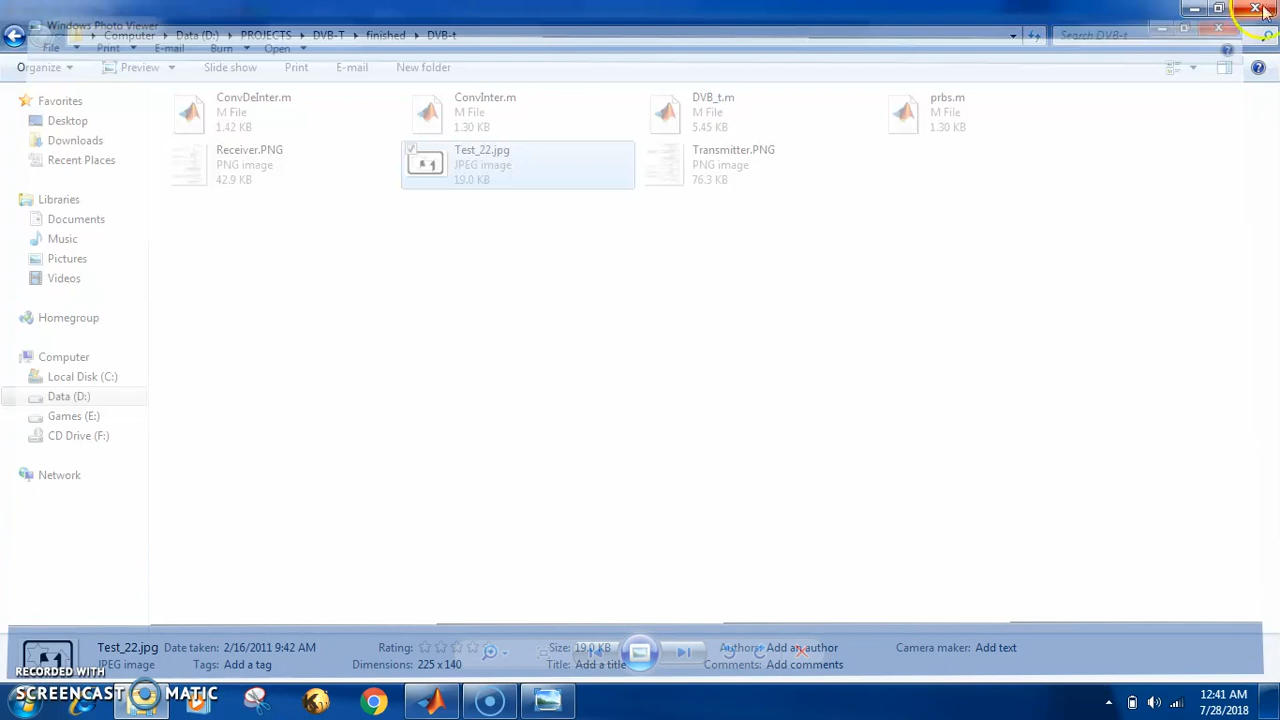 Windows Photo Viewer
Computer Data (D:) PROJECTS DVB-T finished DVB-t
Search DVB-t
File Print E-mail Burn Open
Organize Preview Slide show Print E-mail New folder
Favorites
Desktop
Downloads
Recent Places
Libraries
Documents
Music
Pictures
Videos
Homegroup
Computer
Local Disk (C:)
Data (D:)
Games (E:)
CD Drive (F:)
Network
ConvDeInter.m
M File
1.42 KB
ConvInter.m
M File
1.30 KB
DVB_t.m
M File
5.45 KB
prbs.m
M File
1.30 KB
Receiver.PNG
PNG image
42.9 KB
Test_22.jpg
JPEG image
19.0 KB
Transmitter.PNG
PNG image
76.3 KB
Test_22.jpg Date taken: 2/16/2011 9:42 AM Rating: Size: 19.0 KB Authors: Add an author Camera maker: Add text
JPEG image Tags: Add a tag Dimensions: 225 x 140 Title: Add a title Comments: Add comments
RECORDED WITH
SCREENCAST MATIC
12:41 AM
7/28/2018